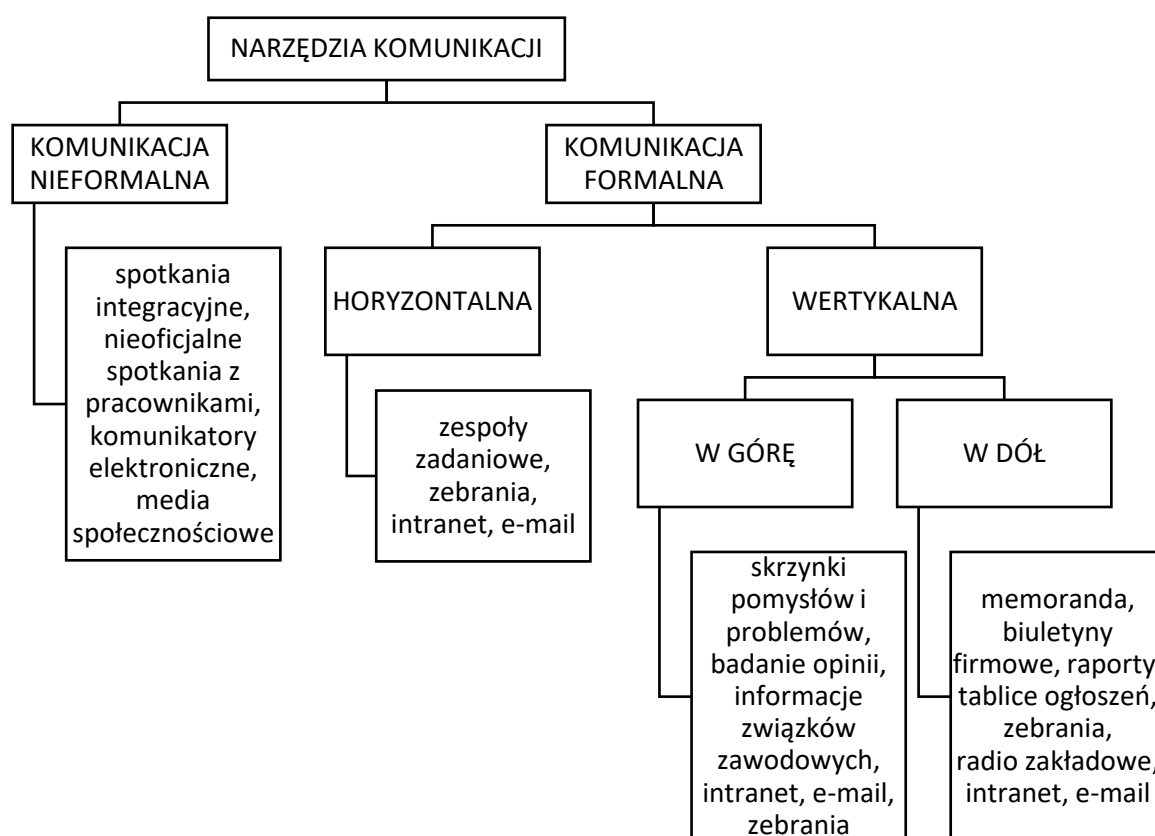 NARZĘDZIA KOMUNIKACJI
KOMUNIKACJA
NIEFORMALNA
KOMUNIKACJA
FORMALNA
spotkania
integracyjne,
nieoficjalne
spotkania z
pracownikami,
komunikatory
elektroniczne,
media
społecznościowe
HORYZONTALNA
WERTYKALNA
zespoły
zadaniowe,
zebrania,
intranet, e-mail
W GÓRĘ
W DÓŁ
skrzynki
pomysłów i
problemów,
badanie opinii,
informacje
związków
zawodowych,
intranet, e-mail,
zebrania
memoranda,
biuletyny
firmowe, raporty,
tablice ogłoszeń,
zebrania,
radio zakładowe,
intranet, e-mail